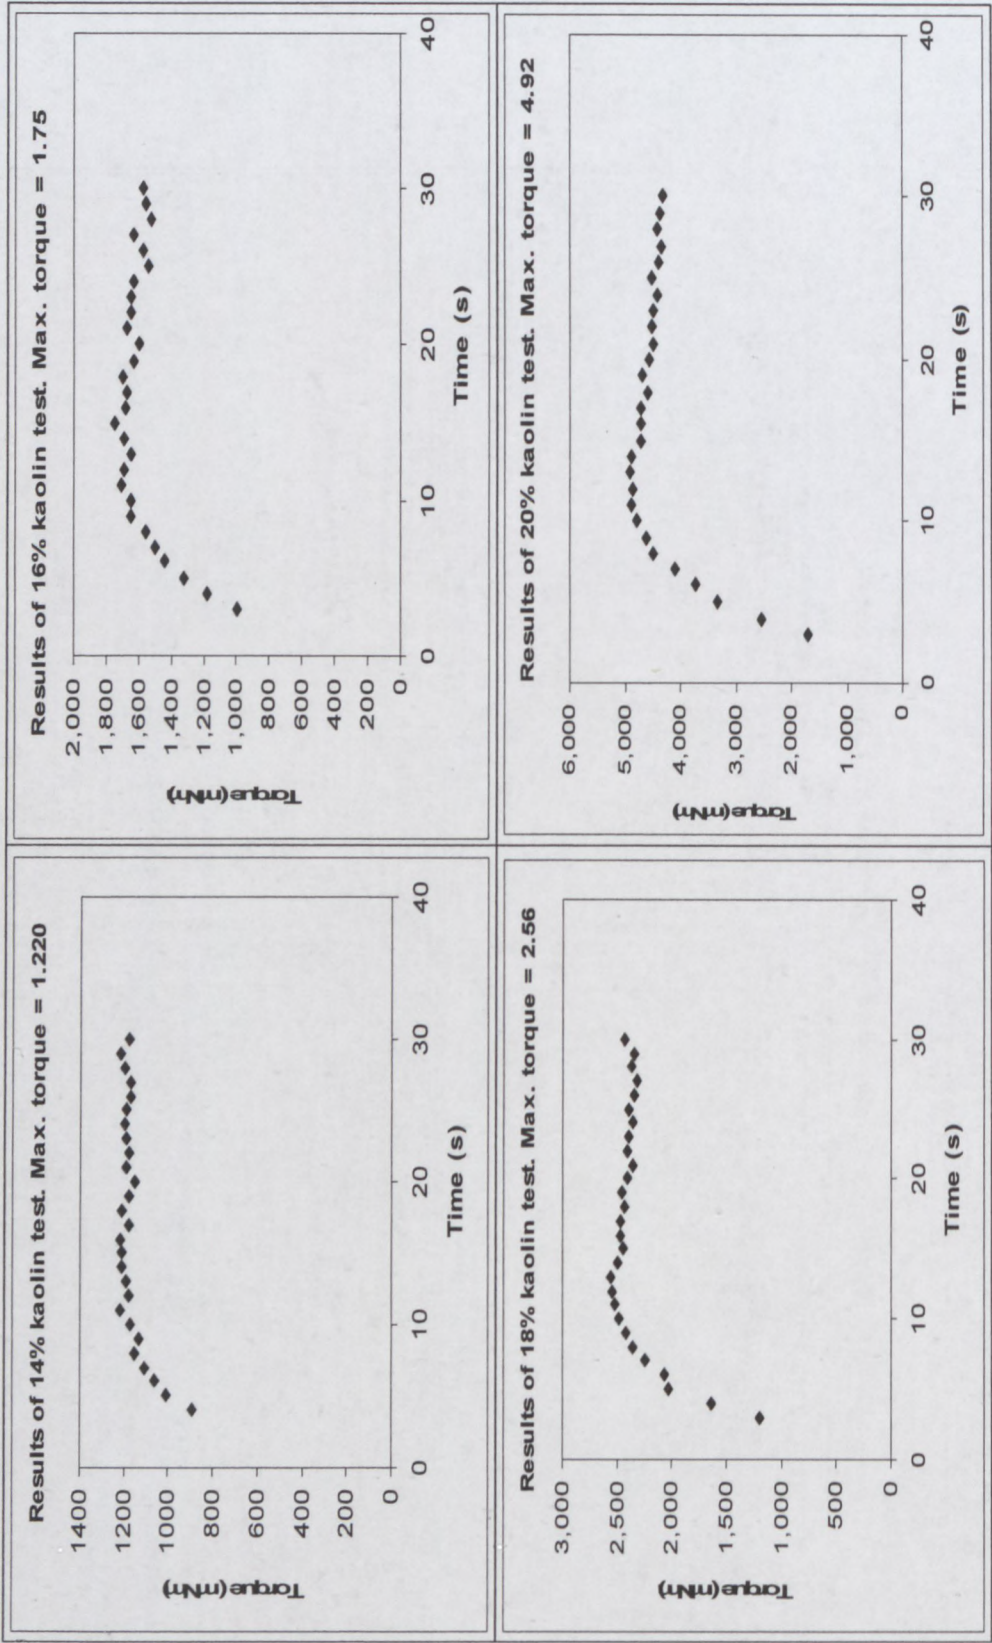 Results of 14% kaolin test. Max. torque = 1.220
1400
1200
1000
800
600
400
200
0
Torque(mNm)
0 10 20 30 40
Time (s)
Results of 16% kaolin test. Max. torque = 1.75
2,000
1,800
1,600
1,400
1,200
1,000
800
600
400
200
0
Torque(mNm)
0 10 20 30 40
Time (s)
Results of 18% kaolin test. Max. torque = 2.56
3,000
2,500
2,000
1,500
1,000
500
0
Torque(mNm)
0 10 20 30 40
Time (s)
Results of 20% kaolin test. Max. torque = 4.92
6,000
5,000
4,000
3,000
2,000
1,000
0
Torque(mNm)
0 10 20 30 40
Time (s)